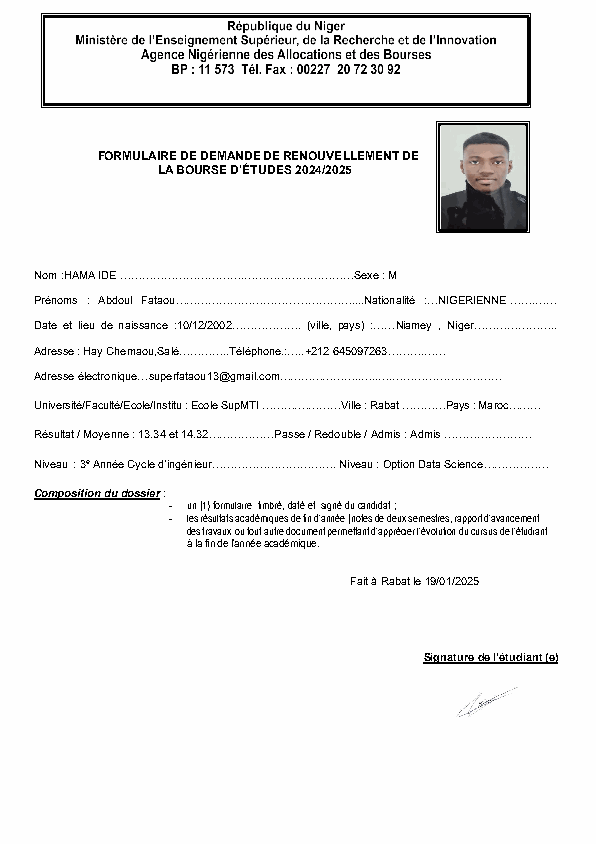 République du Niger
Ministère de l'Enseignement Supérieur, de la Recherche et de l'Innovation
Agence Nigérienne des Allocations et des Bourses
BP : 11 573 Tél. Fax : 00227 20 72 30 92
FORMULAIRE DE DEMANDE DE RENOUVELLEMENT DE
LA BOURSE D'ÉTUDES 2024/2025
Nom :HAMA IDE ……………………………………………………….Sexe : M
Prénoms : Abdoul Fataou…………………………………………...Nationalité :…NIGERIENNE ………….
Date et lieu de naissance :10/12/2002………………. (ville, pays) :……Niamey , Niger…………………..
Adresse : Hay Chemaou,Salé…………..Téléphone.:…..+212 645097263…………….
Adresse électronique…superfataou13@gmail.com……………………………………………………
Université/Faculté/Ecole/Institu : Ecole SupMTI ………………….Ville : Rabat …………Pays : Maroc………
Résultat / Moyenne : 13.34 et 14.32………………Passe / Redouble / Admis : Admis ……………………
Niveau : 3e Année Cycle d'ingénieur……………………………. Niveau : Option Data Science………………
Composition du dossier :
- un (1) formulaire timbré, daté et signé du candidat ;
- les résultats académiques de fin d'année (notes de deux semestres, rapport d'avancement
des travaux ou tout autre document permettant d'apprécier l'évolution du cursus de l'étudiant
à la fin de l'année académique.
Fait à Rabat le 19/01/2025
Signature de l'étudiant (e)